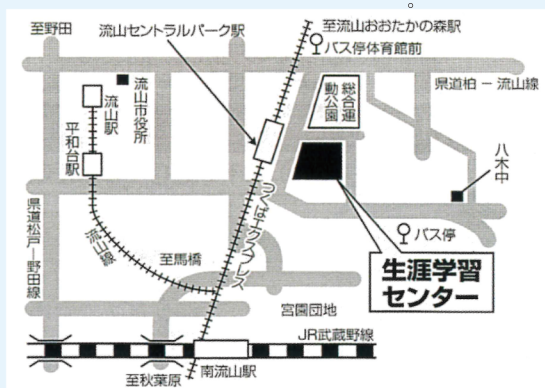 至野田
流山セントラルパーク駅
至流山おおたかの森駅
バス停体育館前
県道柏－流山線
流山市役所
流山駅
平和台駅
総合運
動公園
八木中
つくばエクスプレス
県道松戸―野田線
流山線
至馬橋
バス停
生涯学習
センター
宮園団地
JR武蔵野線
至秋葉原
南流山駅